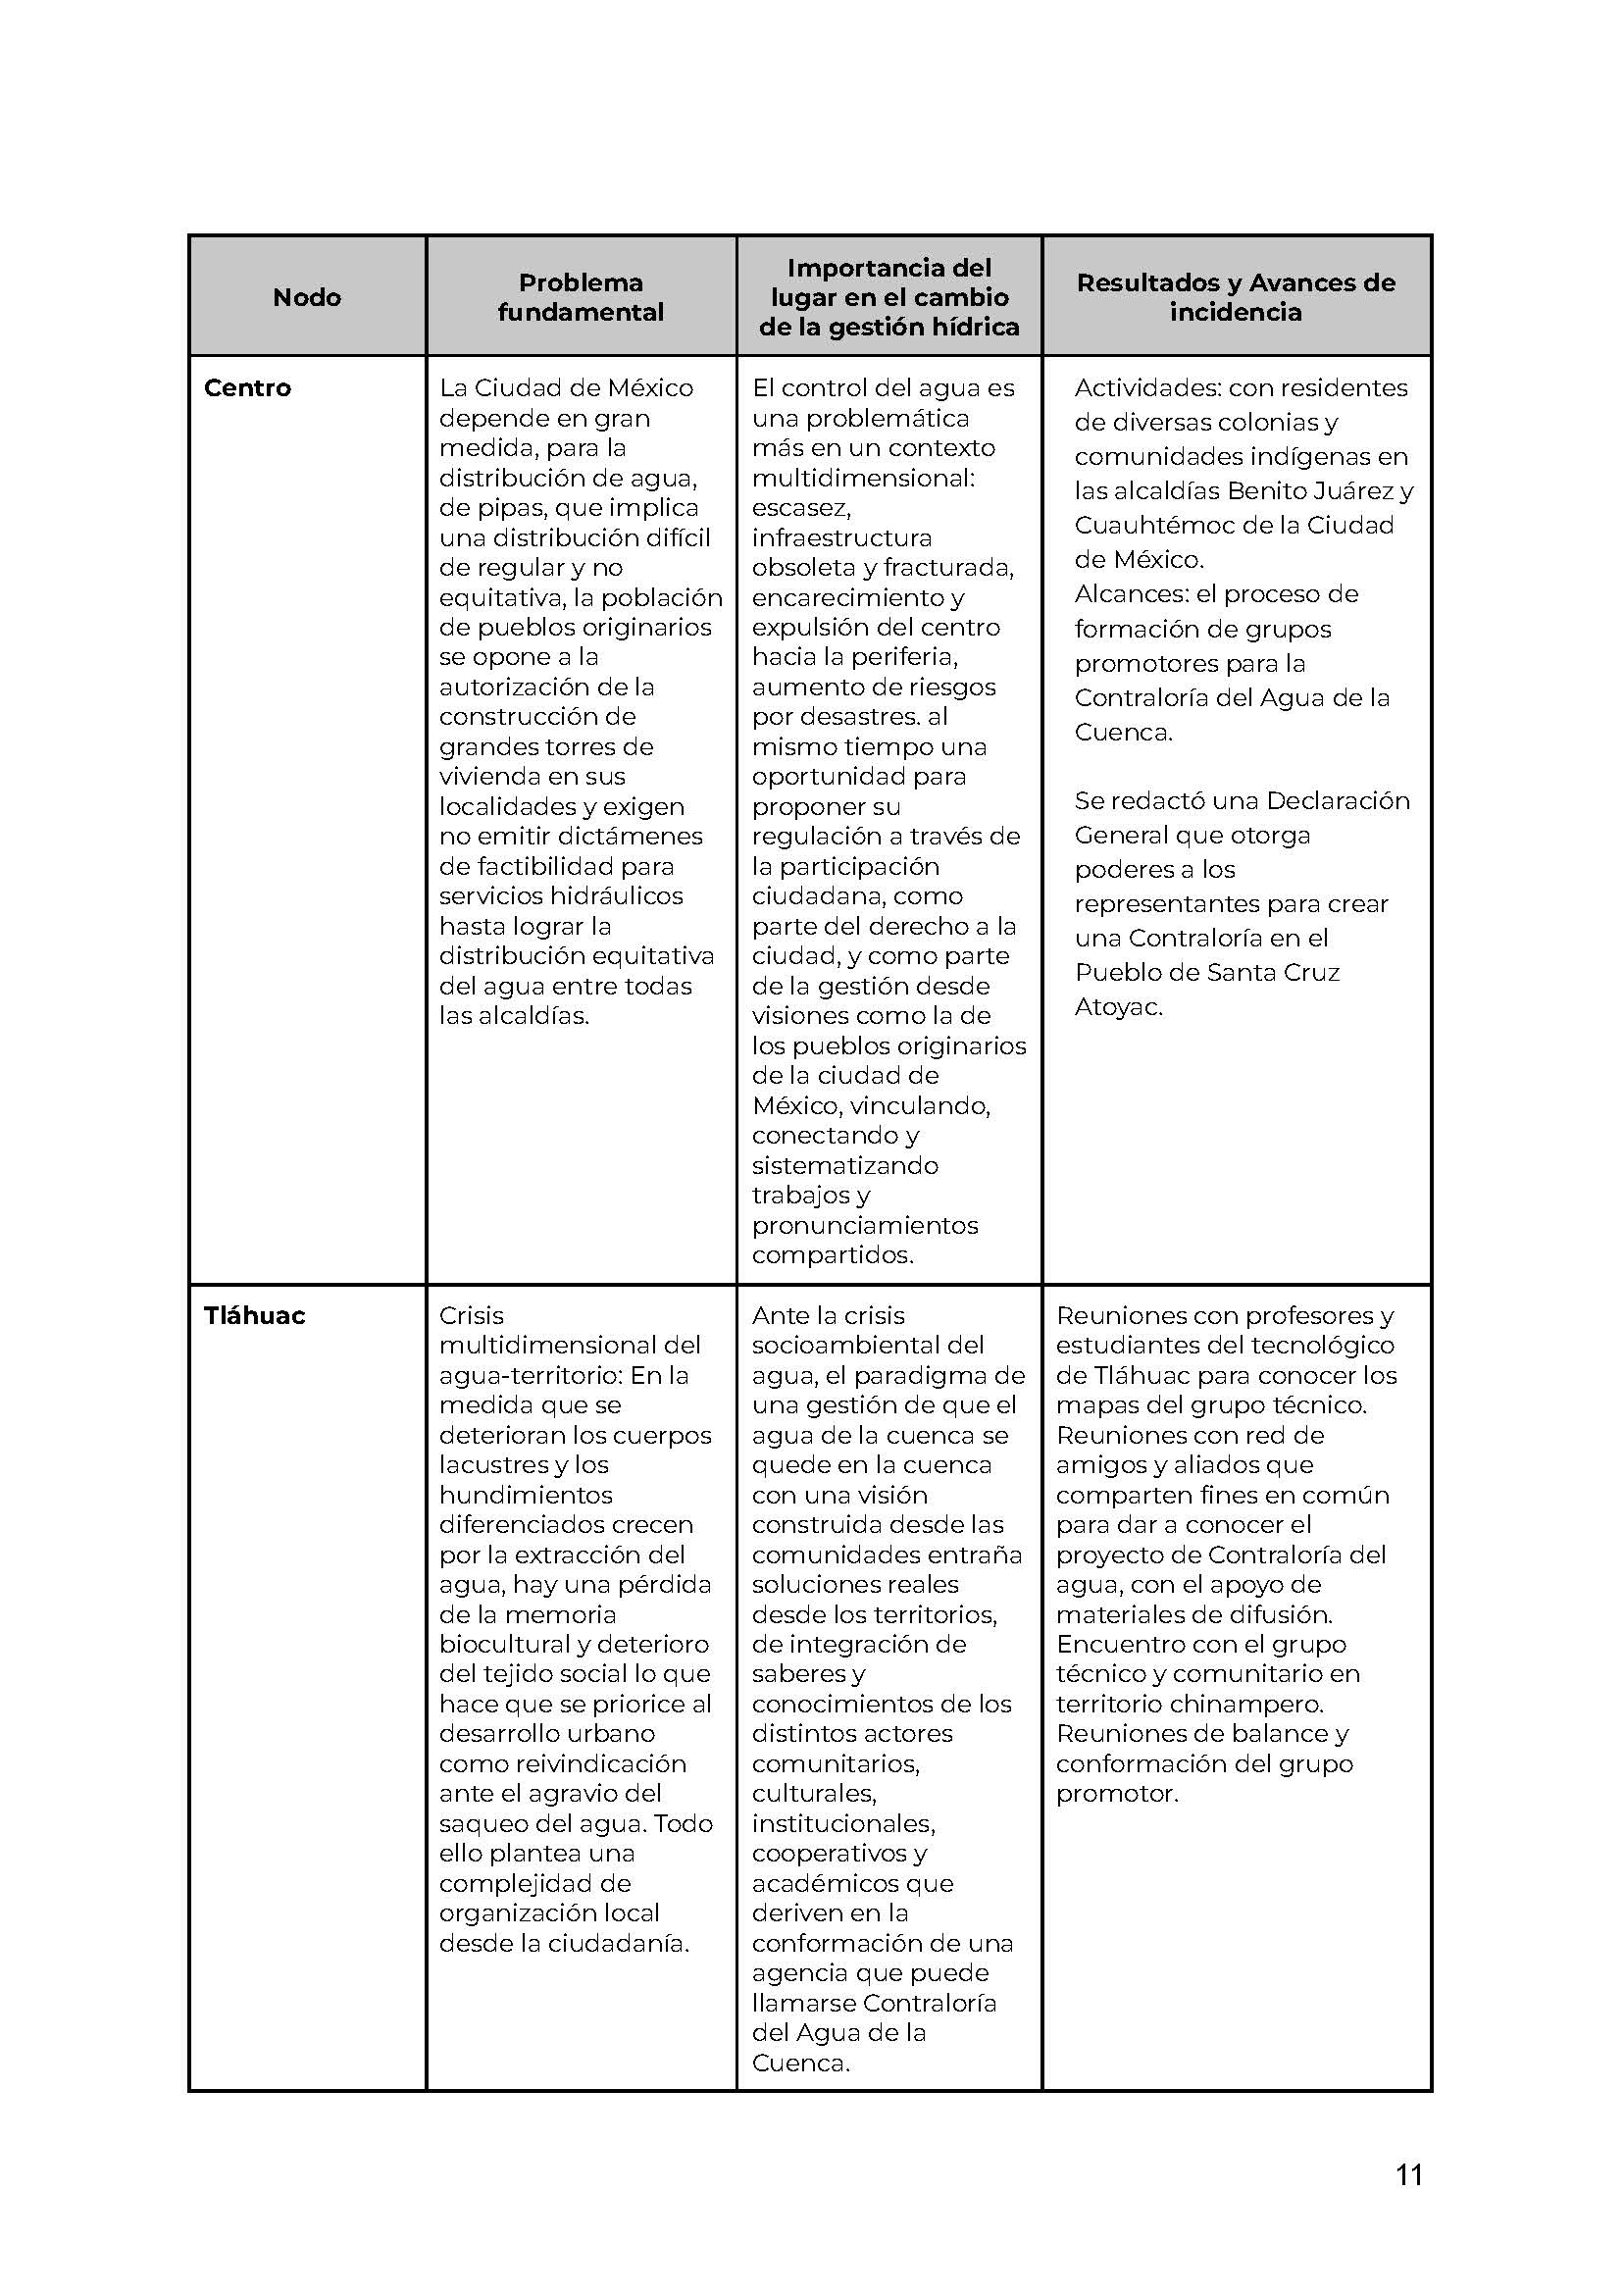 Nodo
Problema
fundamental
Importancia del
lugar en el cambio
de la gestión hídrica
Resultados y Avances de
incidencia
Centro
La Ciudad de México
depende en gran
medida, para la
distribución de agua,
de pipas, que implica
una distribución difícil
de regular y no
equitativa, la población
de pueblos originarios
se opone a la
autorización de la
construcción de
grandes torres de
vivienda en sus
localidades y exigen
no emitir dictámenes
de factibilidad para
servicios hidráulicos
hasta lograr la
distribución equitativa
del agua entre todas
las alcaldías.
El control del agua es
una problemática
más en un contexto
multidimensional:
escasez,
infraestructura
obsoleta y fracturada,
encarecimiento y
expulsión del centro
hacia la periferia,
aumento de riesgos
por desastres. al
mismo tiempo una
oportunidad para
proponer su
regulación a través de
la participación
ciudadana, como
parte del derecho a la
ciudad, y como parte
de la gestión desde
visiones como la de
los pueblos originarios
de la ciudad de
México, vinculando,
conectando y
sistematizando
trabajos y
pronunciamientos
compartidos.
Actividades: con residentes
de diversas colonias y
comunidades indígenas en
las alcaldías Benito Juárez y
Cuauhtémoc de la Ciudad
de México.
Alcances: el proceso de
formación de grupos
promotores para la
Contraloría del Agua de la
Cuenca.
Se redactó una Declaración
General que otorga
poderes a los
representantes para crear
una Contraloría en el
Pueblo de Santa Cruz
Atoyac.
Tláhuac
Crisis
multidimensional del
agua-territorio: En la
medida que se
deterioran los cuerpos
lacustres y los
hundimientos
diferenciados crecen
por la extracción del
agua, hay una pérdida
de la memoria
biocultural y deterioro
del tejido social lo que
hace que se priorice al
desarrollo urbano
como reivindicación
ante el agravio del
saqueo del agua. Todo
ello plantea una
complejidad de
organización local
desde la ciudadanía.
Ante la crisis
socioambiental del
agua, el paradigma de
una gestión de que el
agua de la cuenca se
quede en la cuenca
con una visión
construida desde las
comunidades entraña
soluciones reales
desde los territorios,
de integración de
saberes y
conocimientos de los
distintos actores
comunitarios,
culturales,
institucionales,
cooperativos y
académicos que
deriven en la
conformación de una
agencia que puede
llamarse Contraloría
del Agua de la
Cuenca.
Reuniones con profesores y
estudiantes del tecnológico
de Tláhuac para conocer los
mapas del grupo técnico.
Reuniones con red de
amigos y aliados que
comparten fines en común
para dar a conocer el
proyecto de Contraloría del
agua, con el apoyo de
materiales de difusión.
Encuentro con el grupo
técnico y comunitario en
territorio chinampero.
Reuniones de balance y
conformación del grupo
promotor.
11